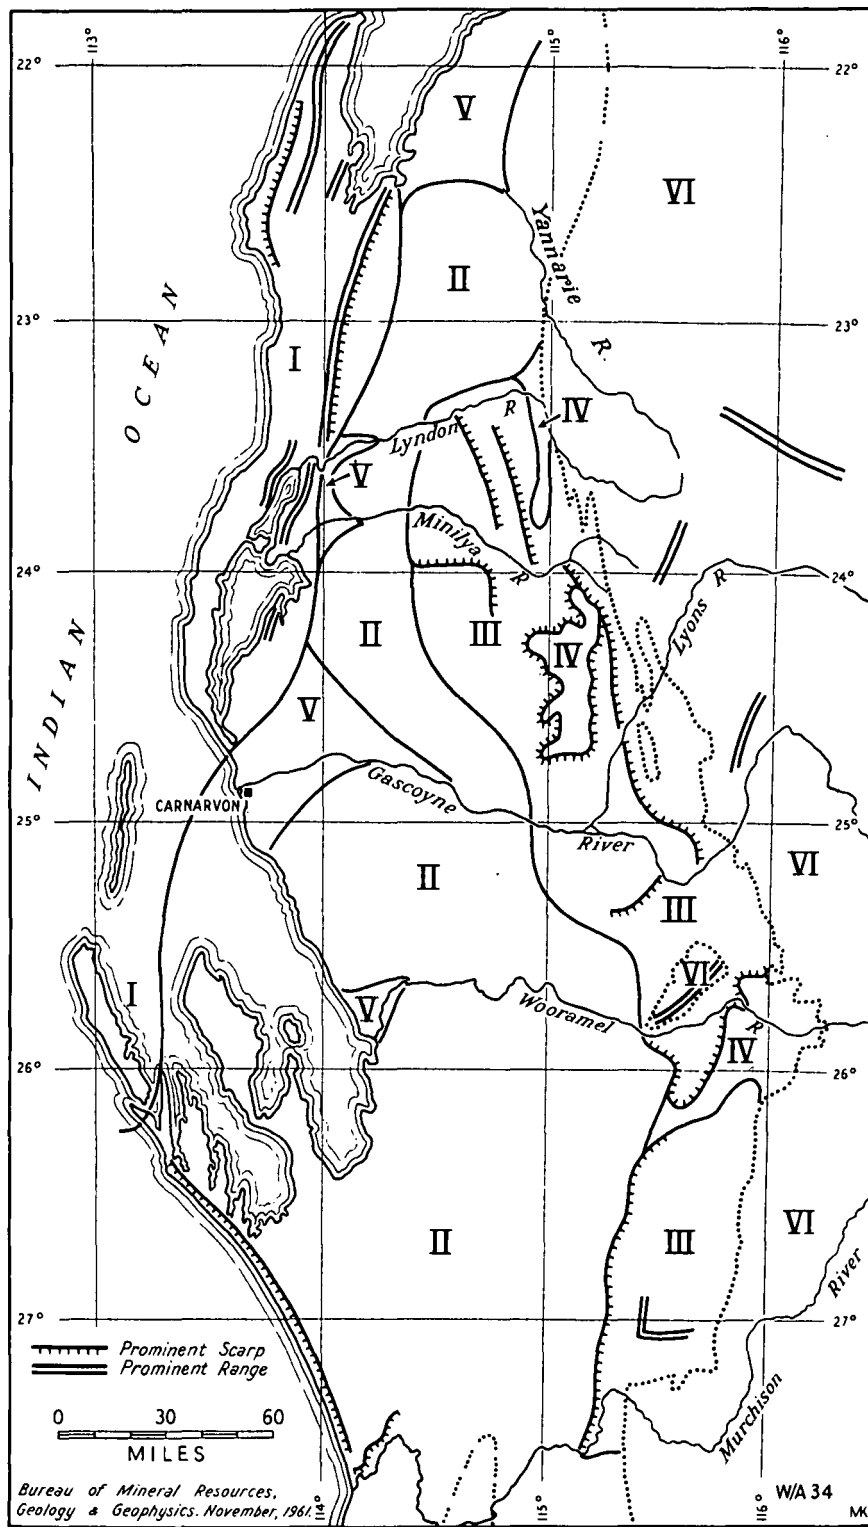 113°
115°
116°
22°
22°
V
VI
Yannarie
R.
II
23°
23°
OCEAN
I
IV
Lyndon R
V
Minilya R
24°
24°
Lyons R
II
III
IV
INDIAN
V
CARNARVON
Gascoyne River
25°
25°
II
VI
III
VI
I
V
Wooramel R
IV
26°
26°
II
III
VI
27°
27°
Murchison River
Prominent Scarp
Prominent Range
0 30 60
MILES
Bureau of Mineral Resources,
Geology & Geophysics. November, 1961.
114°
115°
116°
W/A 34